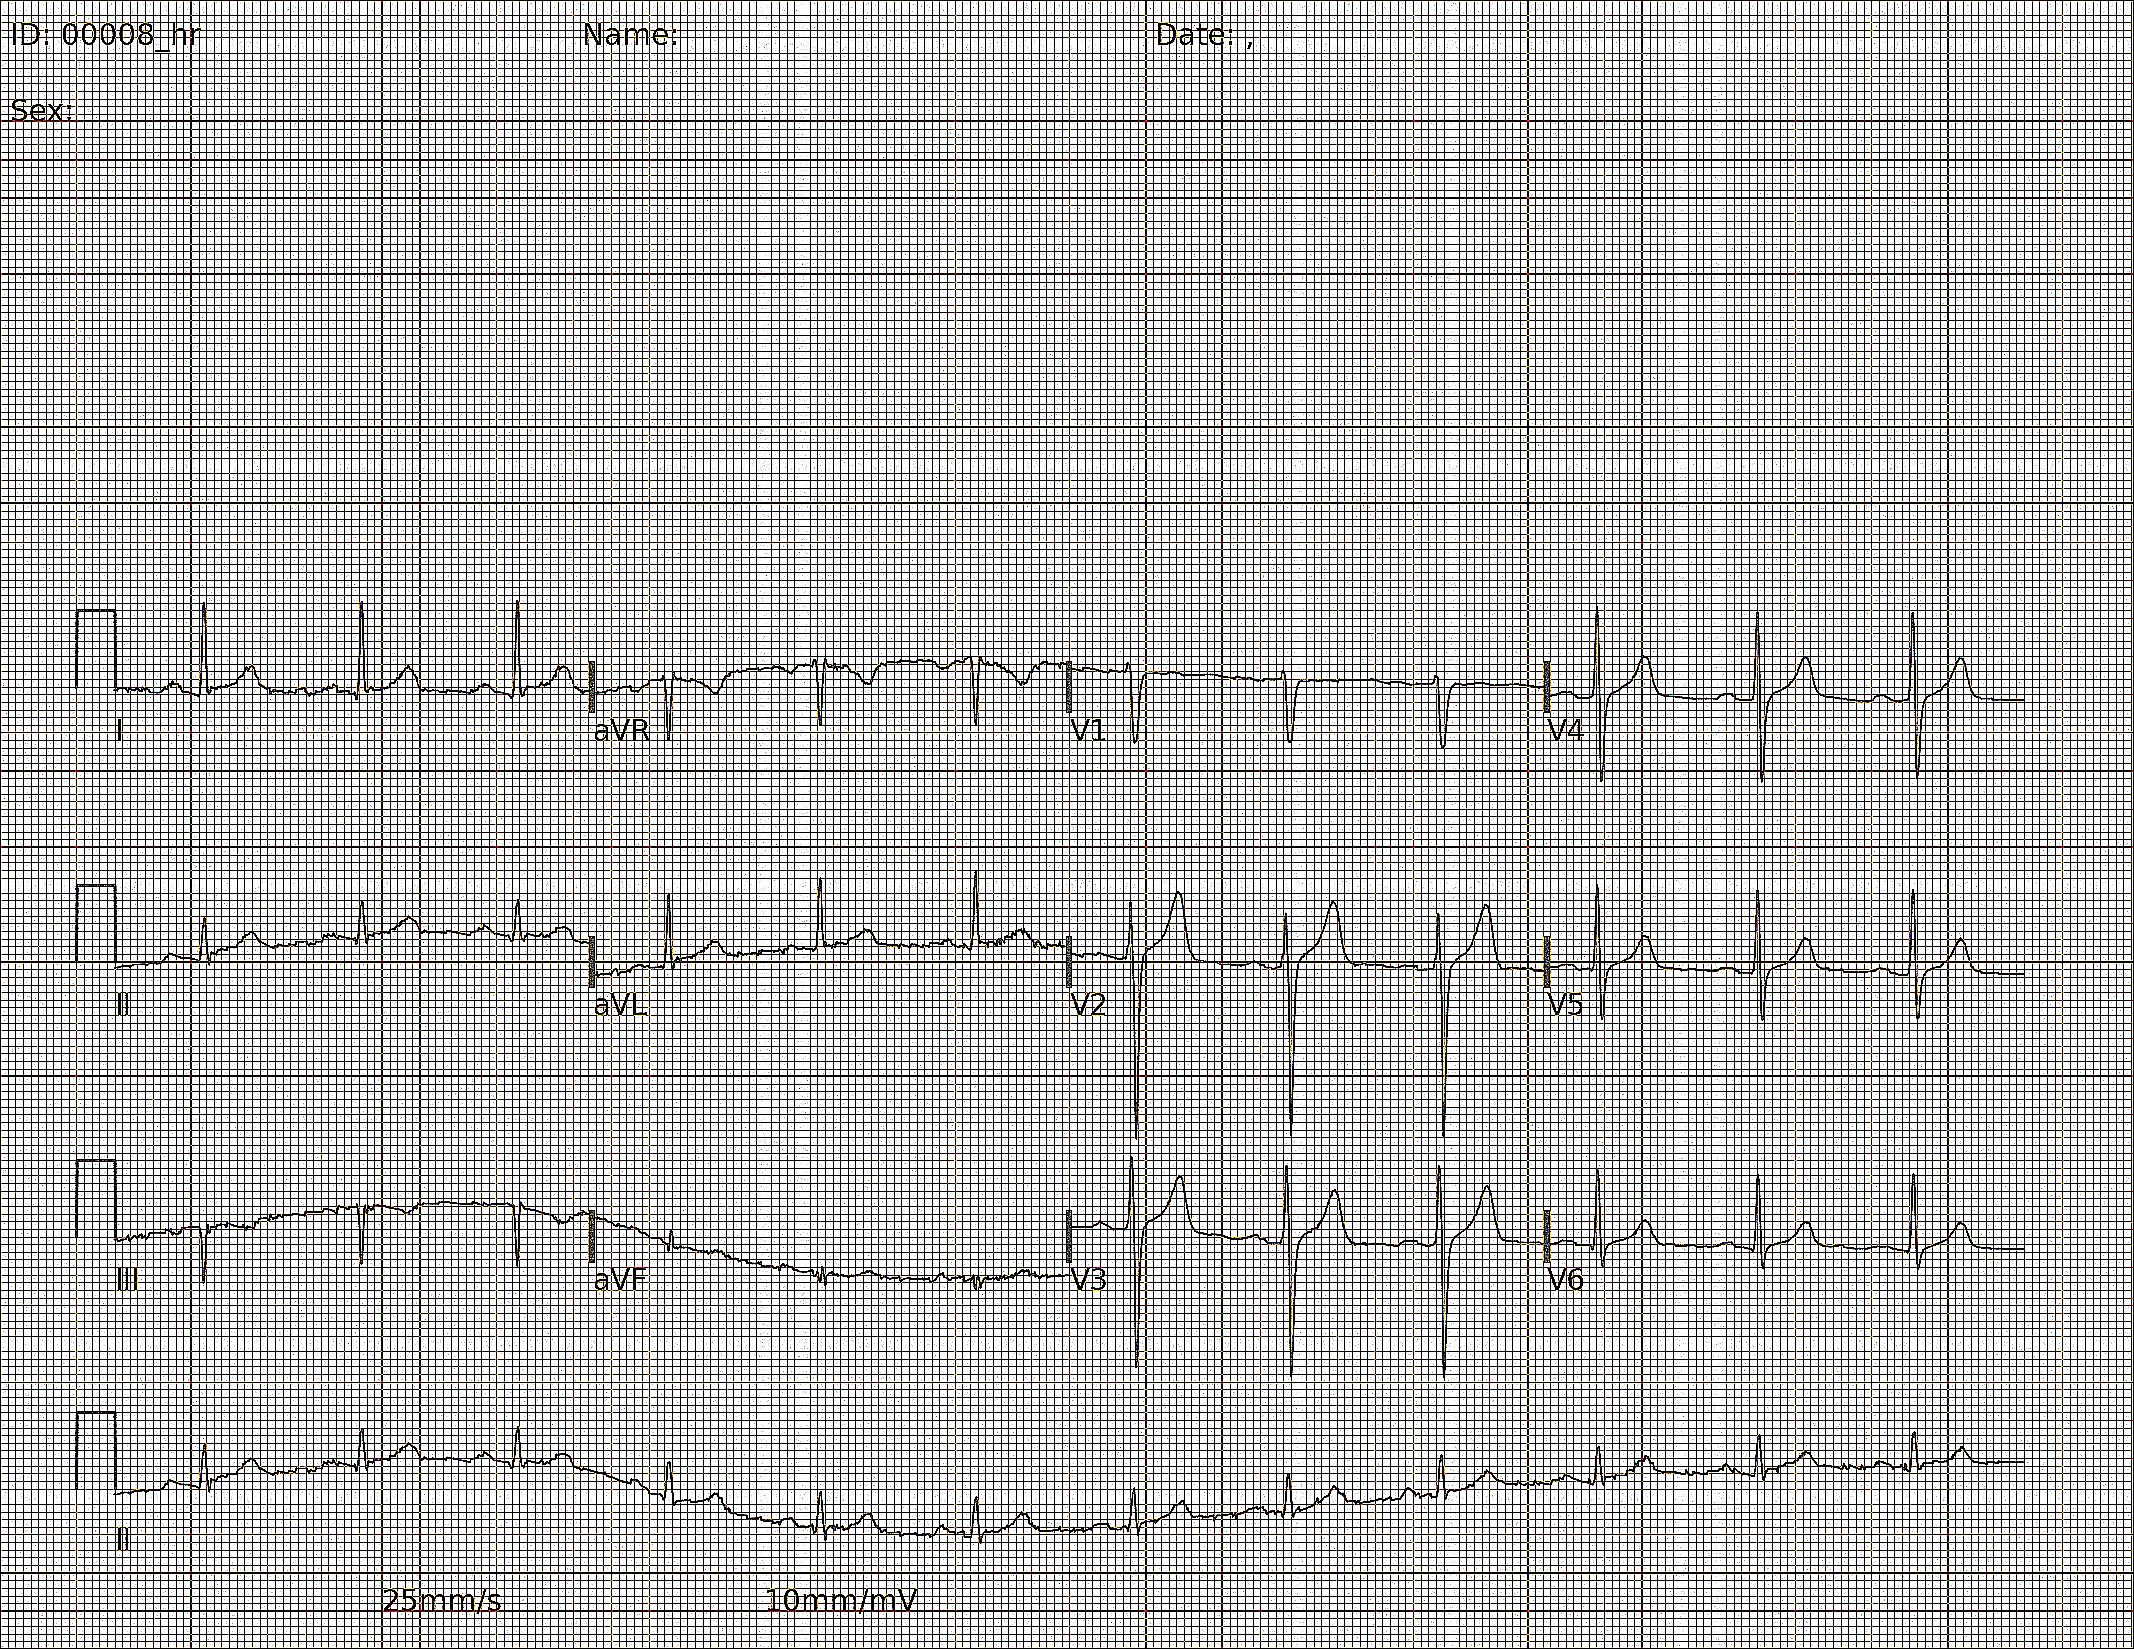 ID: 00008_hr Name: Date: ,
Sex:
I aVR V1 V4
II aVL V2 V5
III aVF V3 V6
II
25mm/s 10mm/mV